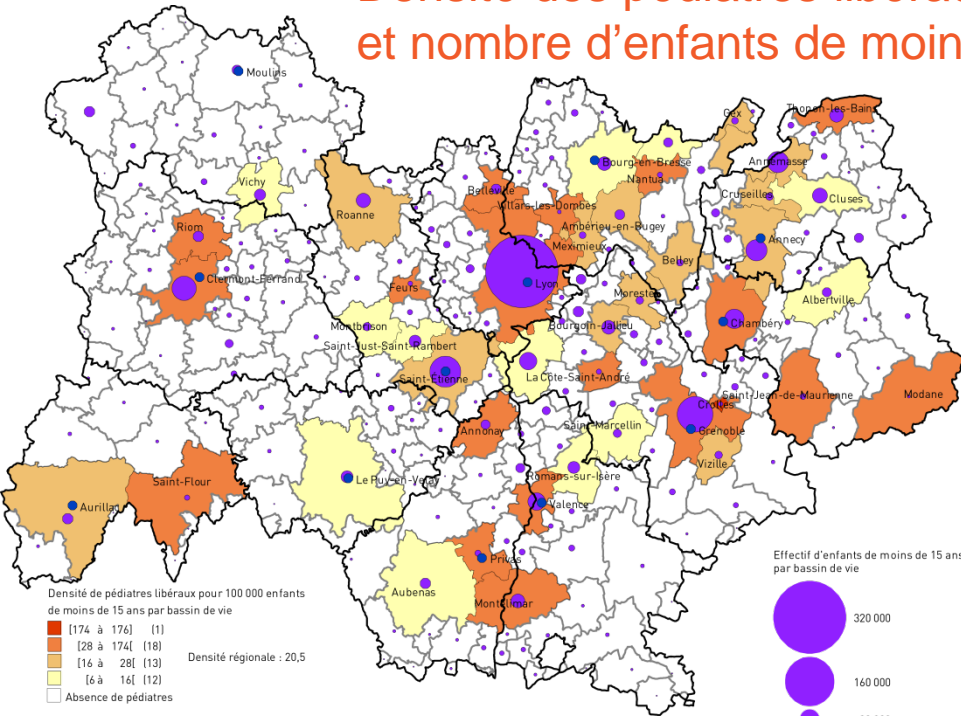 et nombre d'enfants de moin
Moulins
Thonon-les-Bains
Gex
Annemasse
Bourg-en-Bresse
Nantua
Vichy
Belleville
Cruseilles
Cluses
Villars-les-Dombes
Roanne
Ambérieu-en-Bugey
Riom
Annecy
Meximieux
Belley
Clermont-Ferrand
Feurs
Lyon
Morestel
Albertville
Montbrison
Bourgoin-Jallieu
Chambéry
Saint-Just-Saint-Rambert
Saint-Étienne
La Côte-Saint-André
Saint-Jean-de-Maurienne
Modane
Crolles
Annonay
Saint-Marcellin
Grenoble
Vizille
Saint-Flour
Le Puy-en-Velay
Romans-sur-Isère
Aurillac
Valence
Privas
Aubenas
Montélimar
Densité de pédiatres libéraux pour 100 000 enfants
de moins de 15 ans par bassin de vie
[174 à 176] (1)
[28 à 174[ (18)
[16 à 28[ (13)
[6 à 16[ (12)
Absence de pédiatres
Densité régionale : 20,5
Effectif d'enfants de moins de 15 ans
par bassin de vie
320 000
160 000